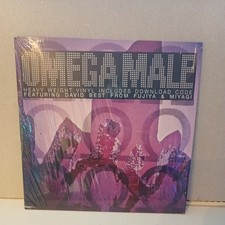 OMEGA MALE
HEAVY WEIGHT VINYL INCLUDES DOWNLOAD CODE
FEATURING DAVID BEST FROM FUJIYA & MIYAGI